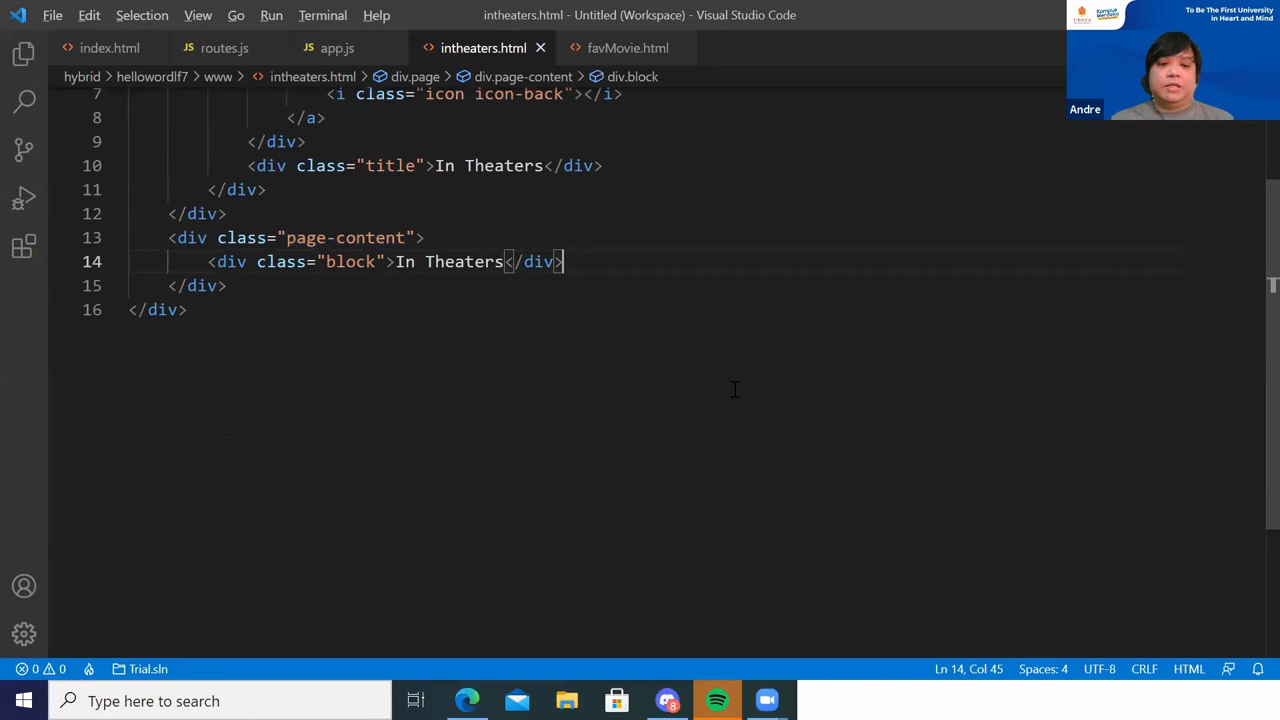 File Edit Selection View Go Run Terminal Help intheaters.html - Untitled (Workspace) - Visual Studio Code
UBAYA
Kampus Merdeka
To Be The First University
in Heart and Mind
index.html routes.js app.js intheaters.html favMovie.html
hybrid > hellowordlf7 > www > intheaters.html > div.page > div.page-content > div.block
Andre
7 <i class="icon icon-back"></i>
8 </a>
9 </div>
10 <div class="title">In Theaters</div>
11 </div>
12 </div>
13 <div class="page-content">
14 <div class="block">In Theaters</div>
15 </div>
16 </div>
0 0 Trial.sln Ln 14, Col 45 Spaces: 4 UTF-8 CRLF HTML
Type here to search 8